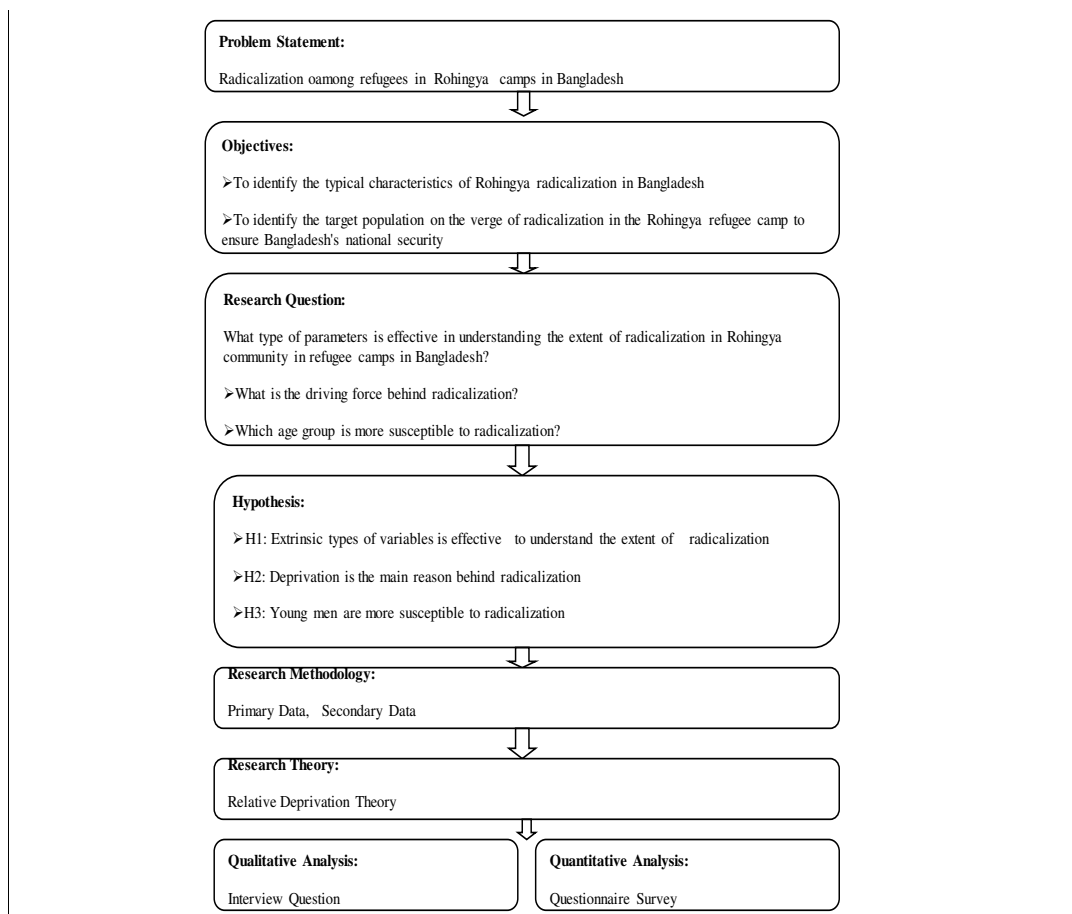 Problem Statement:
Radicalization oamong refugees in Rohingya camps in Bangladesh
Objectives:
➢To identify the typical characteristics of Rohingya radicalization in Bangladesh
➢To identify the target population on the verge of radicalization in the Rohingya refugee camp to
ensure Bangladesh's national security
Research Question:
What type of parameters is effective in understanding the extent of radicalization in Rohingya
community in refugee camps in Bangladesh?
➢What is the driving force behind radicalization?
➢Which age group is more susceptible to radicalization?
Hypothesis:
➢H1: Extrinsic types of variables is effective to understand the extent of radicalization
➢H2: Deprivation is the main reason behind radicalization
➢H3: Young men are more susceptible to radicalization
Research Methodology:
Primary Data, Secondary Data
Research Theory:
Relative Deprivation Theory
Qualitative Analysis:
Interview Question
Quantitative Analysis:
Questionnaire Survey